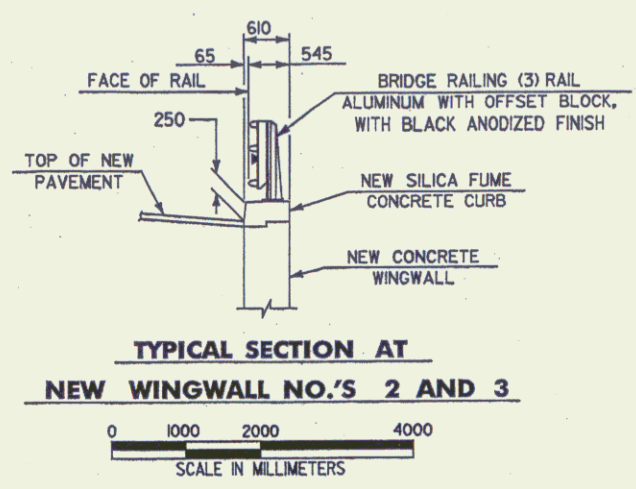 610
65
545
FACE OF RAIL
BRIDGE RAILING (3) RAIL
ALUMINUM WITH OFFSET BLOCK,
WITH BLACK ANODIZED FINISH
250
TOP OF NEW
PAVEMENT
NEW SILICA FUME
CONCRETE CURB
NEW CONCRETE
WINGWALL
TYPICAL SECTION AT
NEW WINGWALL NO.'S 2 AND 3
0 1000 2000 4000
SCALE IN MILLIMETERS